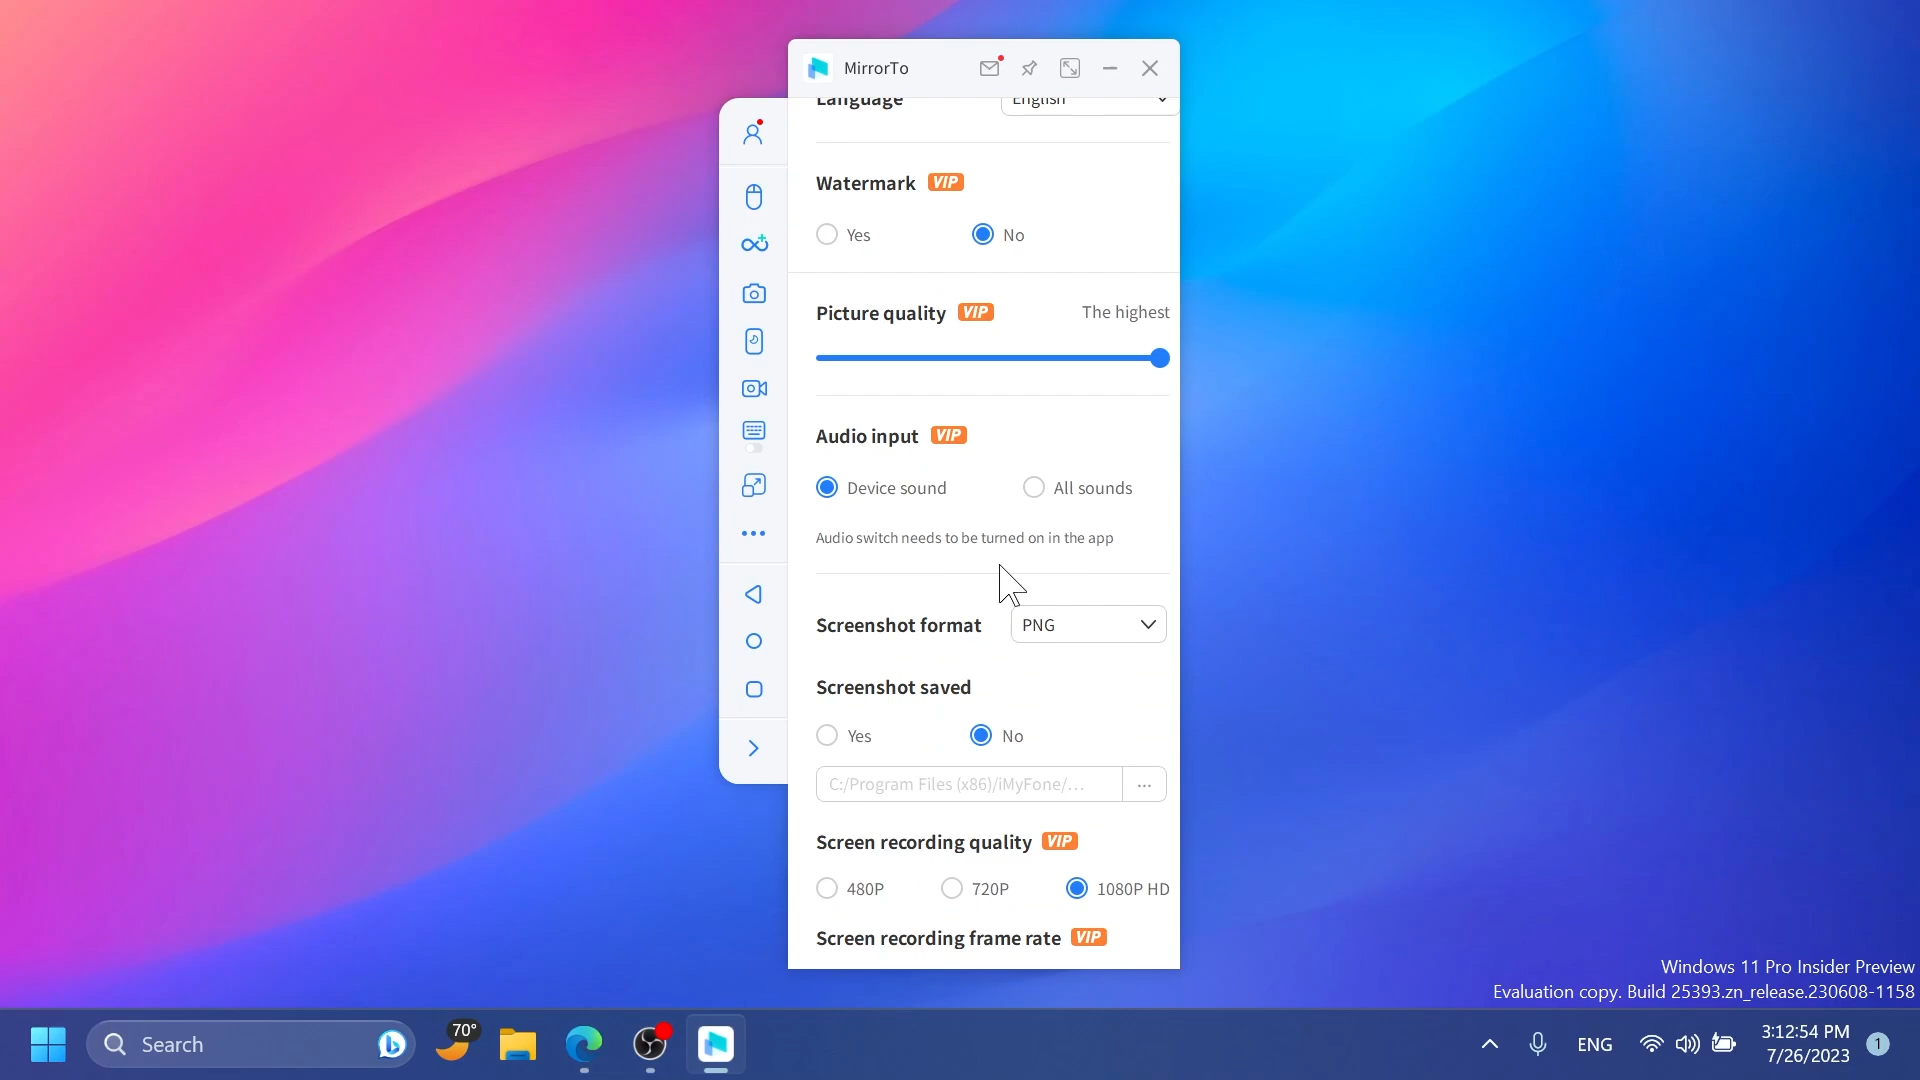 MirrorTo
Language English
Watermark VIP
Yes No
Picture quality VIP The highest
Audio input VIP
Device sound All sounds
Audio switch needs to be turned on in the app
Screenshot format PNG
Screenshot saved
Yes No
C:/Program Files (x86)/iMyFone/... ...
Screen recording quality VIP
480P 720P 1080P HD
Screen recording frame rate VIP
Windows 11 Pro Insider Preview
Evaluation copy. Build 25393.zn_release.230608-1158
Search 70° ENG 3:12:54 PM 1
7/26/2023